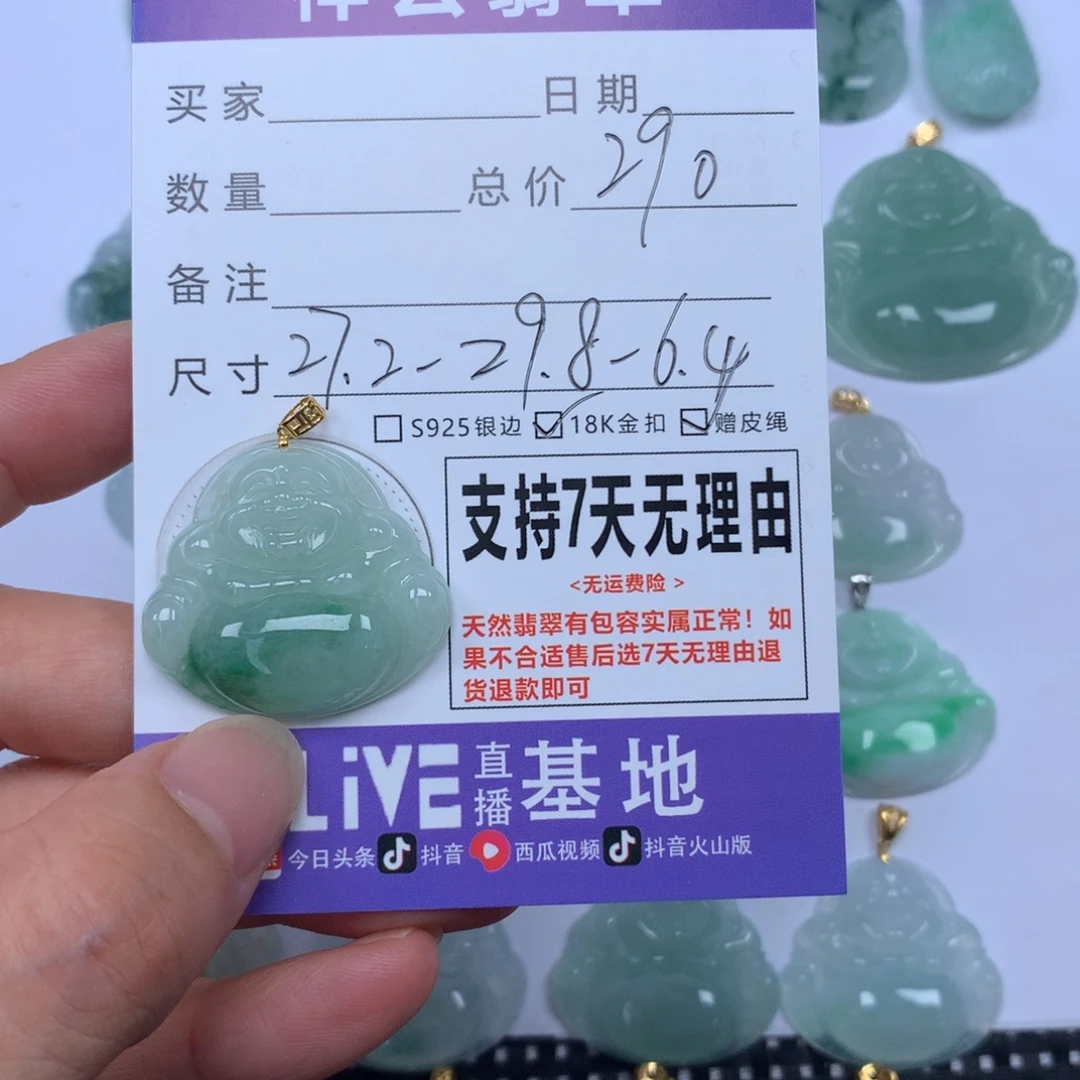 买家 日期
数量 总价 290
备注
尺寸 27.2-29.8-6.4
S925银边 18K金扣 赠皮绳
支持7天无理由
<无运费险 >
天然翡翠有包容实属正常！如
果不合适售后选7天无理由退
货退款即可
LiVE 直播 基地
今日头条 抖音 西瓜视频 抖音火山版